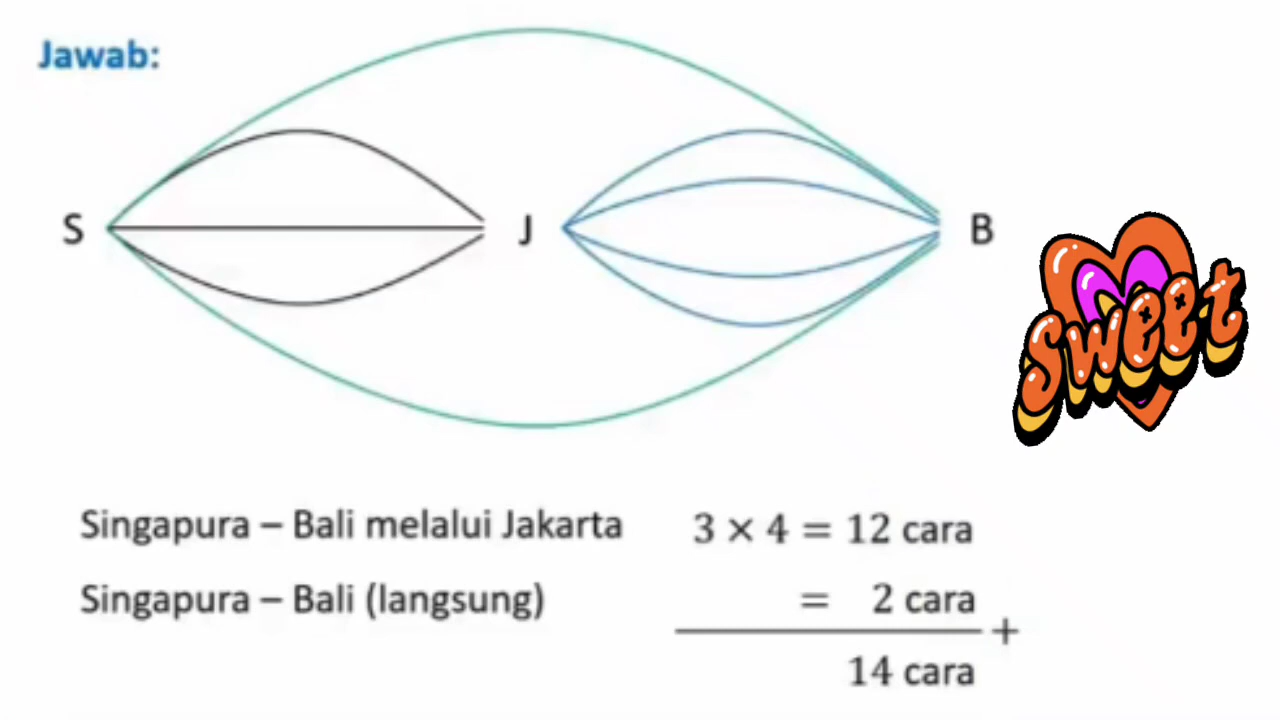 Jawab:
S J B
sweet
Singapura – Bali melalui Jakarta 3 × 4 = 12 cara
Singapura – Bali (langsung) = 2 cara
+
14 cara